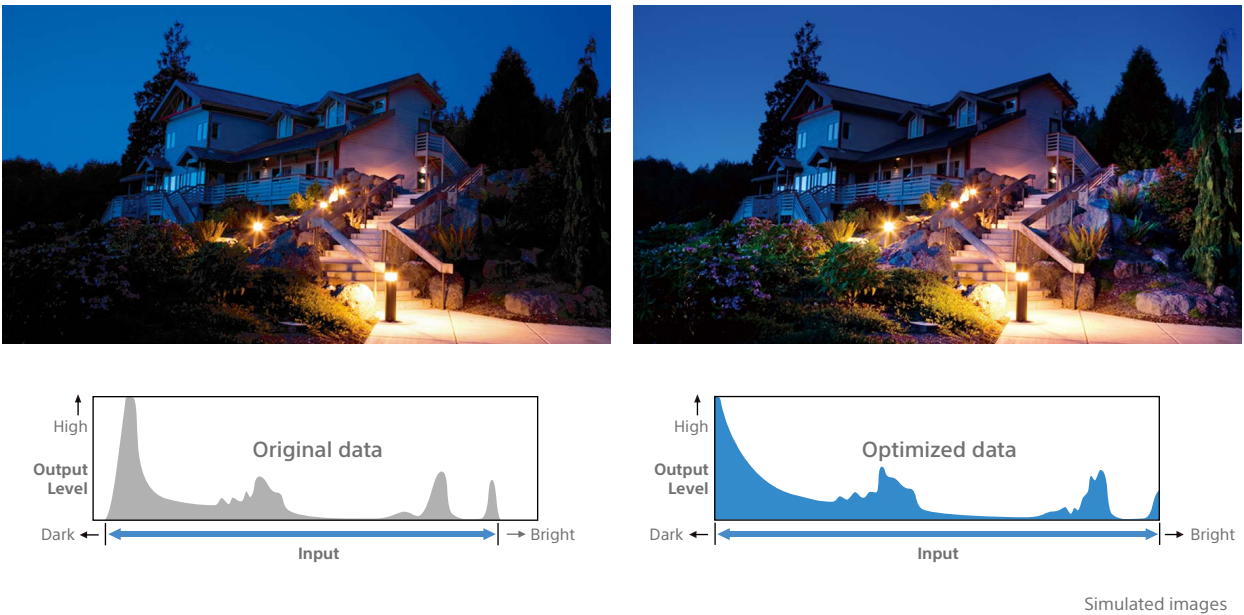 High
Original data
Output
Level
Dark
Bright
Input
High
Optimized data
Output
Level
Dark
Bright
Input
Simulated images